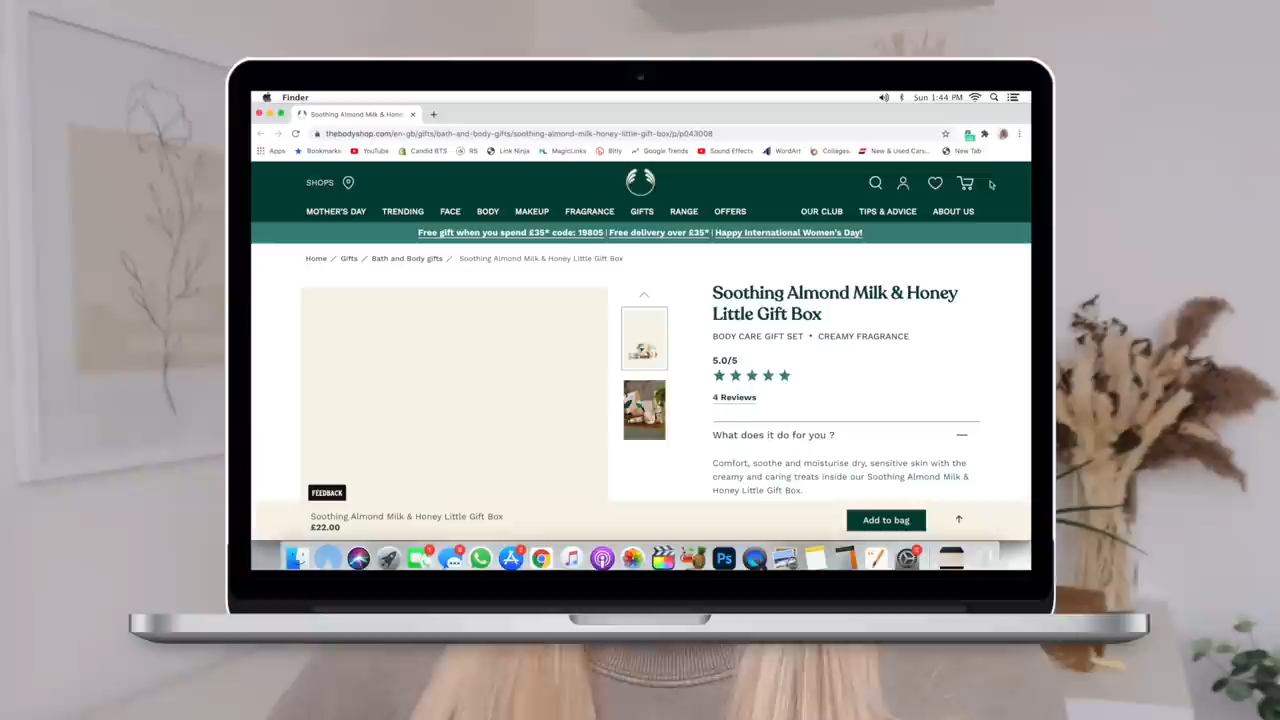 Finder
Sun 1:44 PM
Soothing Almond Milk & Hone
thebodyshop.com/en-gb/gifts/bath-and-body-gifts/soothing-almond-milk-honey-little-gift-box/p/p043008
Apps Bookmarks YouTube Candid BTS RS Link Ninja MagicLinks Bitly Google Trends Sound Effects WordArt Collages New & Used Cars... New Tab
SHOPS
MOTHER'S DAY TRENDING FACE BODY MAKEUP FRAGRANCE GIFTS RANGE OFFERS OUR CLUB TIPS & ADVICE ABOUT US
Free gift when you spend £35* code: 19805 | Free delivery over £35* | Happy International Women's Day!
Home / Gifts / Bath and Body gifts / Soothing Almond Milk & Honey Little Gift Box
Soothing Almond Milk & Honey
Little Gift Box
BODY CARE GIFT SET • CREAMY FRAGRANCE
5.0/5
4 Reviews
What does it do for you ?
Comfort, soothe and moisturise dry, sensitive skin with the
creamy and caring treats inside our Soothing Almond Milk &
Honey Little Gift Box.
FEEDBACK
Soothing Almond Milk & Honey Little Gift Box
£22.00
Add to bag
Ps